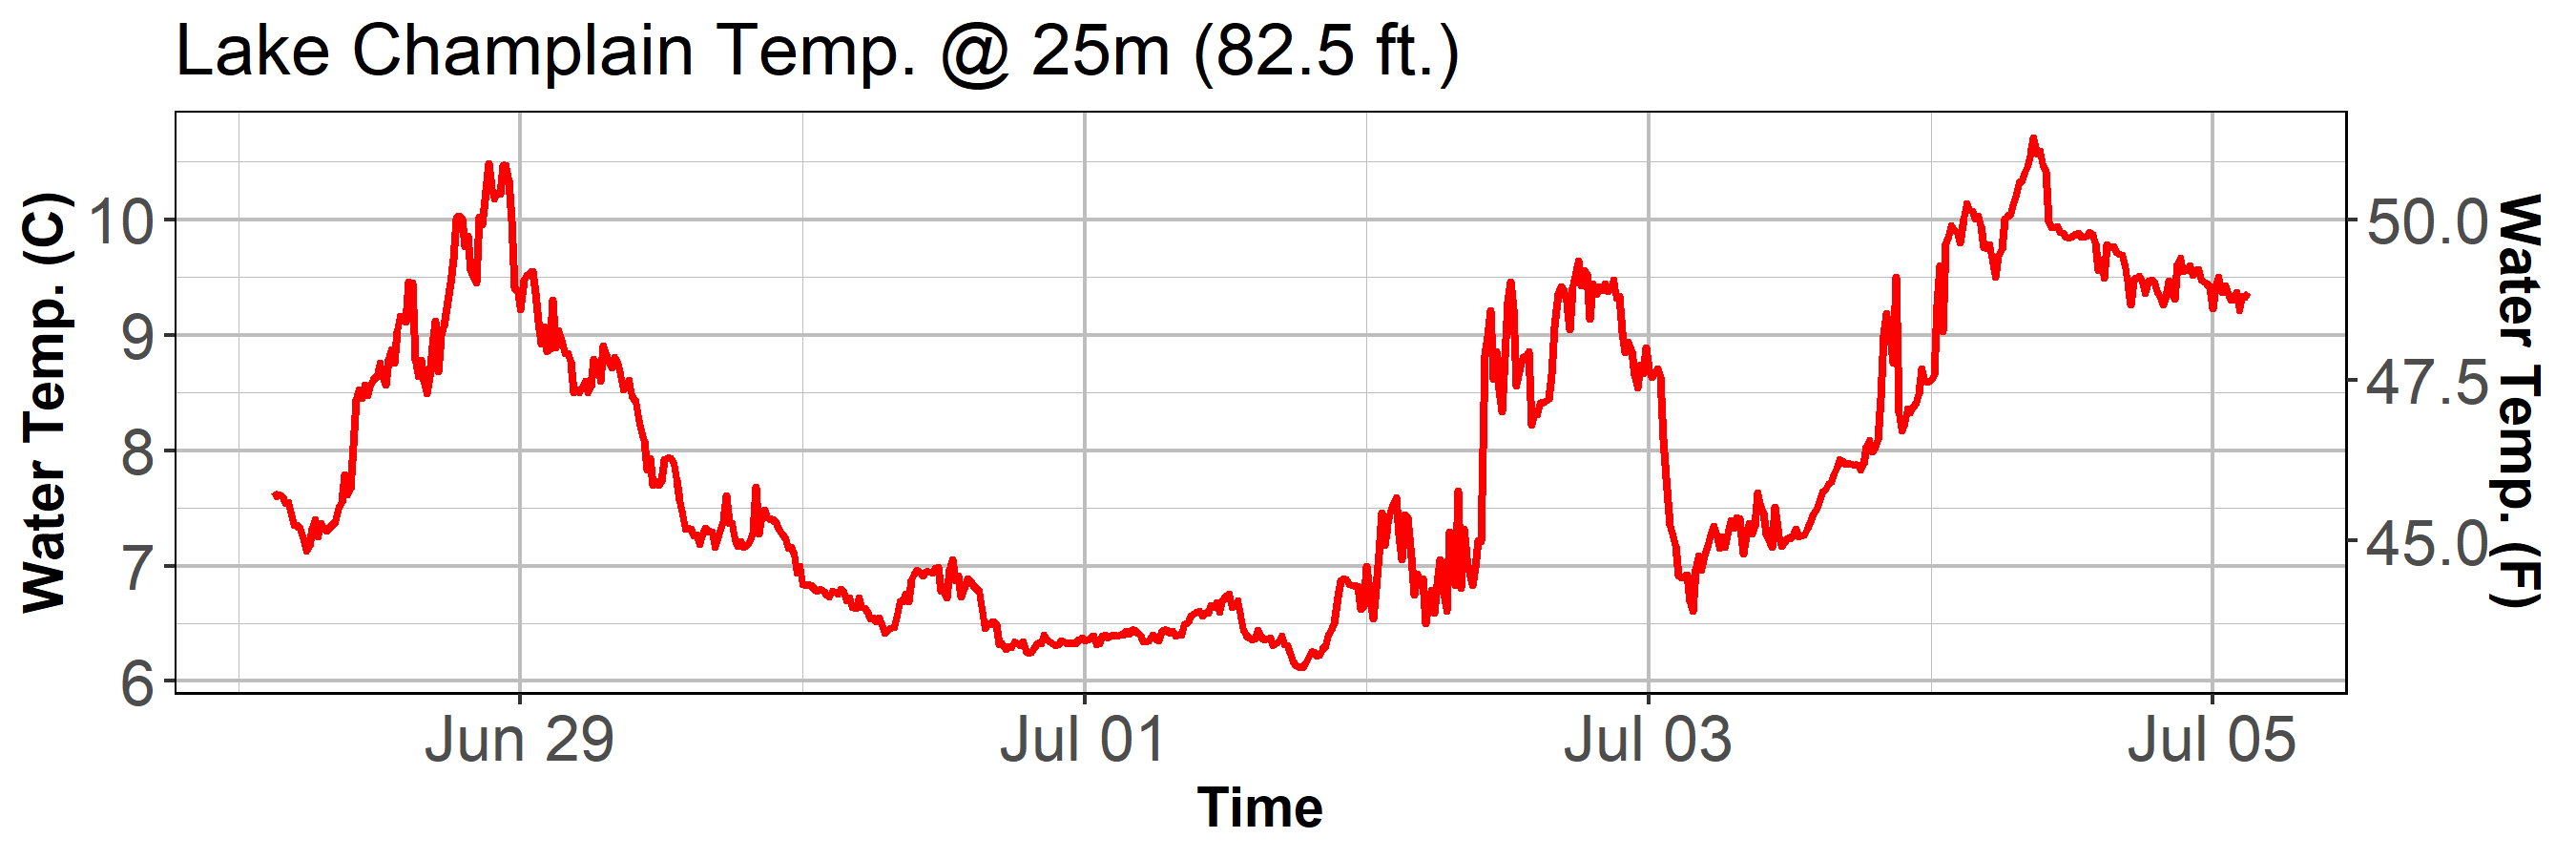 Lake Champlain Temp. @ 25m (82.5 ft.)
Water Temp. (C)
10
9
8
7
6
50.0
47.5
45.0
Water Temp. (F)
Jun 29
Jul 01
Jul 03
Jul 05
Time